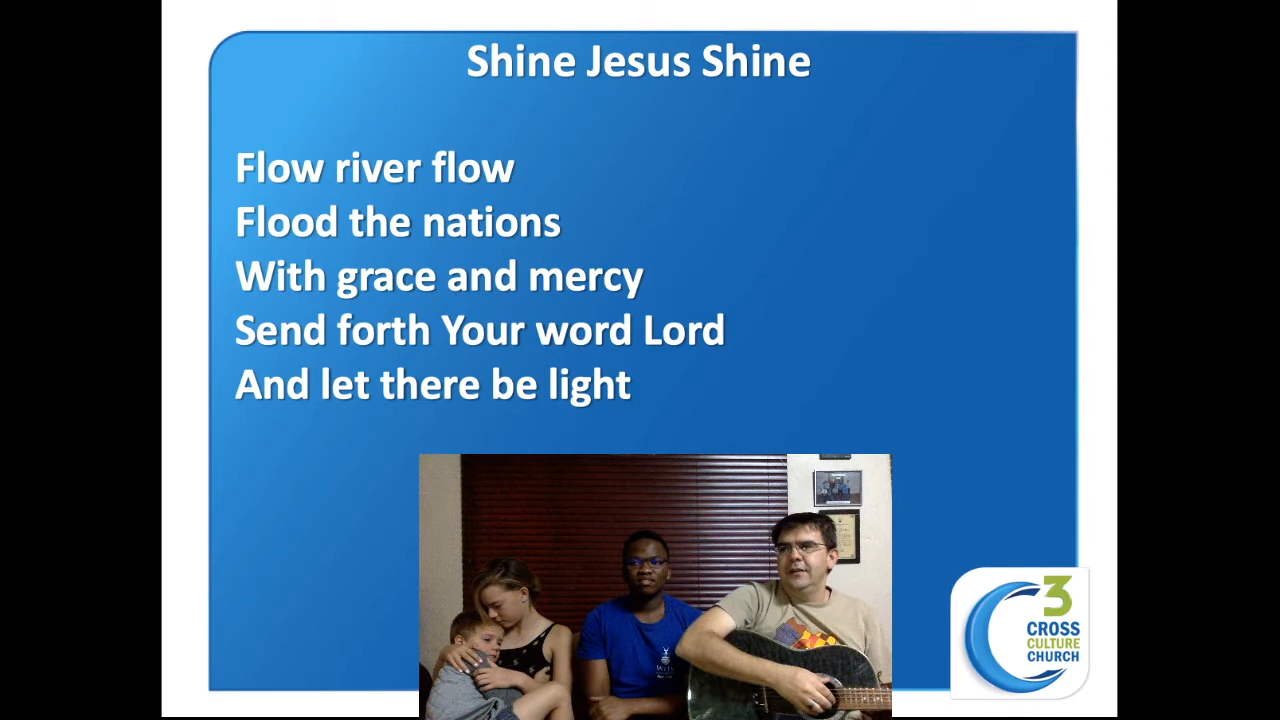 Shine Jesus Shine
Flow river flow
Flood the nations
With grace and mercy
Send forth Your word Lord
And let there be light
3
CROSS
CULTURE
CHURCH